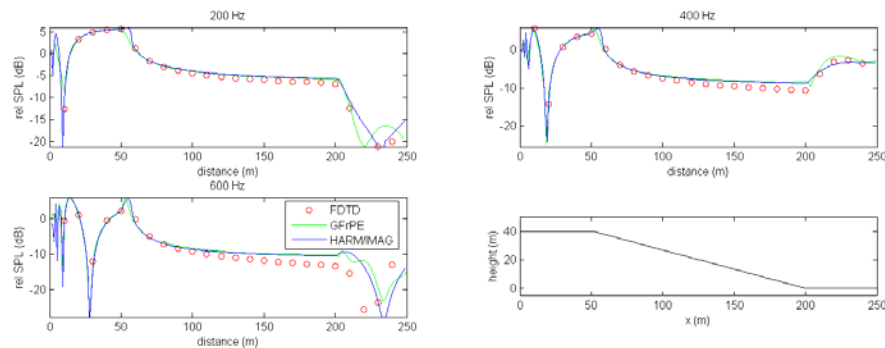 200 Hz
rel SPL (dB)
5
0
-5
-10
-15
-20
0 50 100 150 200 250
distance (m)
400 Hz
rel SPL (dB)
0
-10
-20
0 50 100 150 200 250
distance (m)
600 Hz
rel SPL (dB)
0
-10
-20
0 50 100 150 200 250
distance (m)
FDTD
GFrPE
HARM/IMAG
height (m)
40
20
0
0 50 100 150 200 250
x (m)